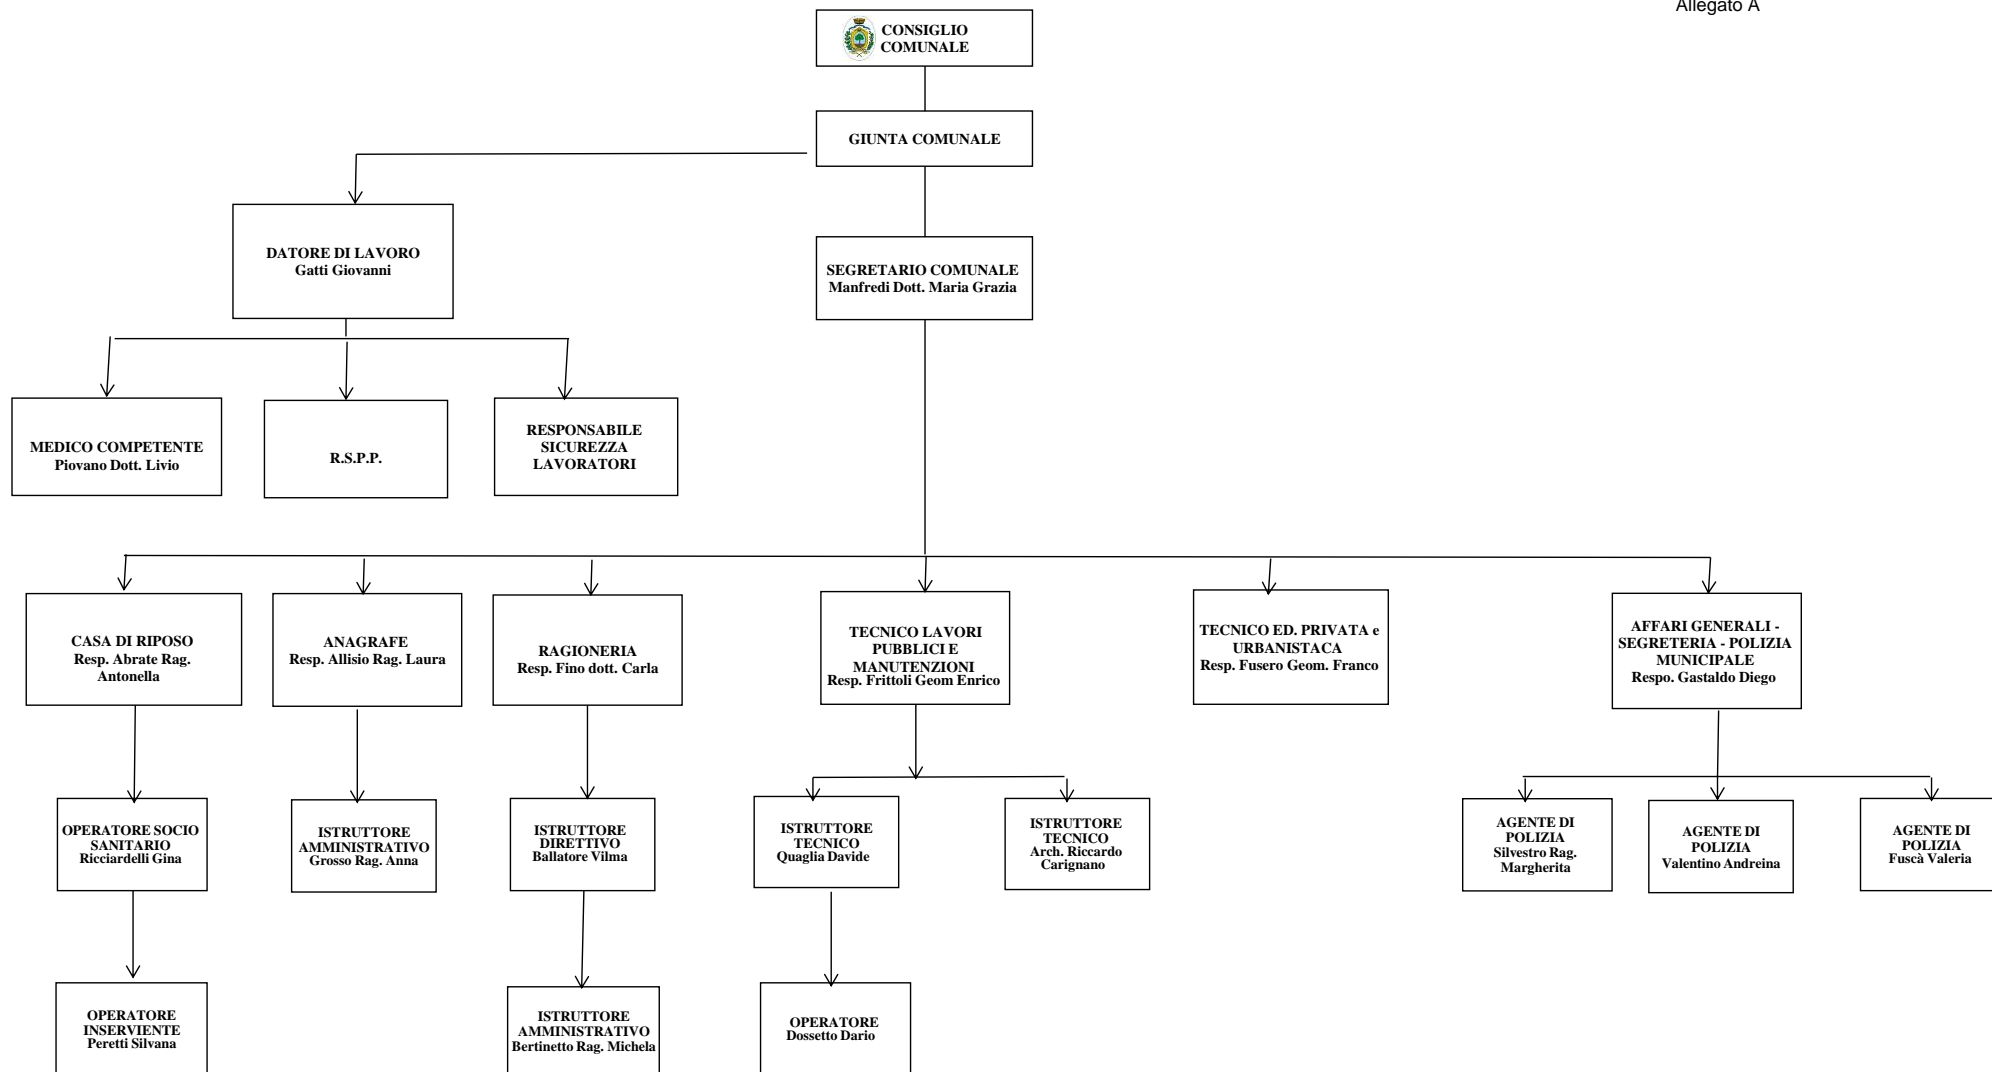 Allegato A
CONSIGLIO
COMUNALE
GIUNTA COMUNALE
DATORE DI LAVORO
Gatti Giovanni
SEGRETARIO COMUNALE
Manfredi Dott. Maria Grazia
MEDICO COMPETENTE
Piovano Dott. Livio
R.S.P.P.
RESPONSABILE
SICUREZZA
LAVORATORI
CASA DI RIPOSO
Resp. Abrate Rag.
Antonella
ANAGRAFE
Resp. Allisio Rag. Laura
RAGIONERIA
Resp. Fino dott. Carla
TECNICO LAVORI
PUBBLICI E
MANUTENZIONI
Resp. Frittoli Geom Enrico
TECNICO ED. PRIVATA e
URBANISTACA
Resp. Fusero Geom. Franco
AFFARI GENERALI -
SEGRETERIA - POLIZIA
MUNICIPALE
Respo. Gastaldo Diego
OPERATORE SOCIO
SANITARIO
Ricciardelli Gina
ISTRUTTORE
AMMINISTRATIVO
Grosso Rag. Anna
ISTRUTTORE
DIRETTIVO
Ballatore Vilma
ISTRUTTORE
TECNICO
Quaglia Davide
ISTRUTTORE
TECNICO
Arch. Riccardo
Carignano
AGENTE DI
POLIZIA
Silvestro Rag.
Margherita
AGENTE DI
POLIZIA
Valentino Andreina
AGENTE DI
POLIZIA
Fuscà Valeria
OPERATORE
INSERVIENTE
Peretti Silvana
ISTRUTTORE
AMMINISTRATIVO
Bertinetto Rag. Michela
OPERATORE
Dossetto Dario